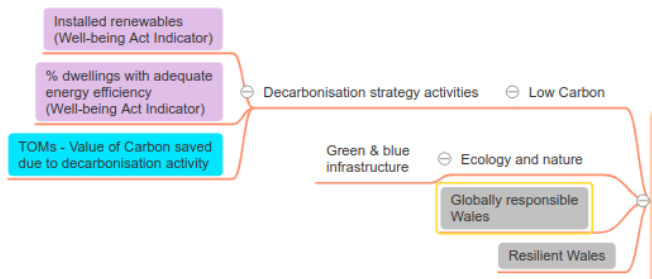 Installed renewables
(Well-being Act Indicator)
% dwellings with adequate
energy efficiency
(Well-being Act Indicator)
TOMs - Value of Carbon saved
due to decarbonisation activity
Decarbonisation strategy activities
Low Carbon
Green & blue
infrastructure
Ecology and nature
Globally responsible
Wales
Resilient Wales